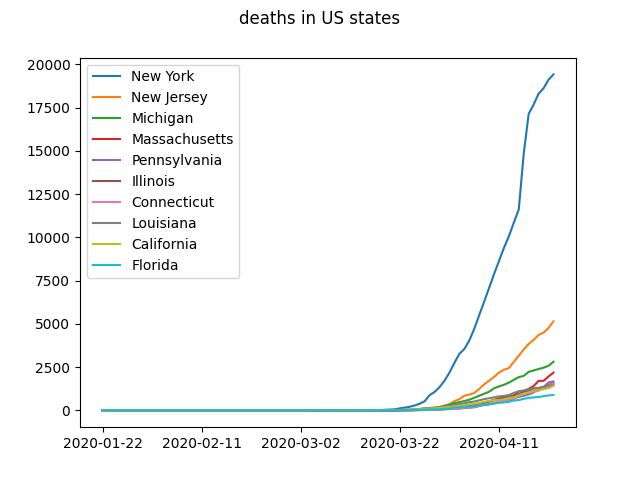 deaths in US states
20000
17500
15000
12500
10000
7500
5000
2500
0
New York
New Jersey
Michigan
Massachusetts
Pennsylvania
Illinois
Connecticut
Louisiana
California
Florida
2020-01-22 2020-02-11 2020-03-02 2020-03-22 2020-04-11